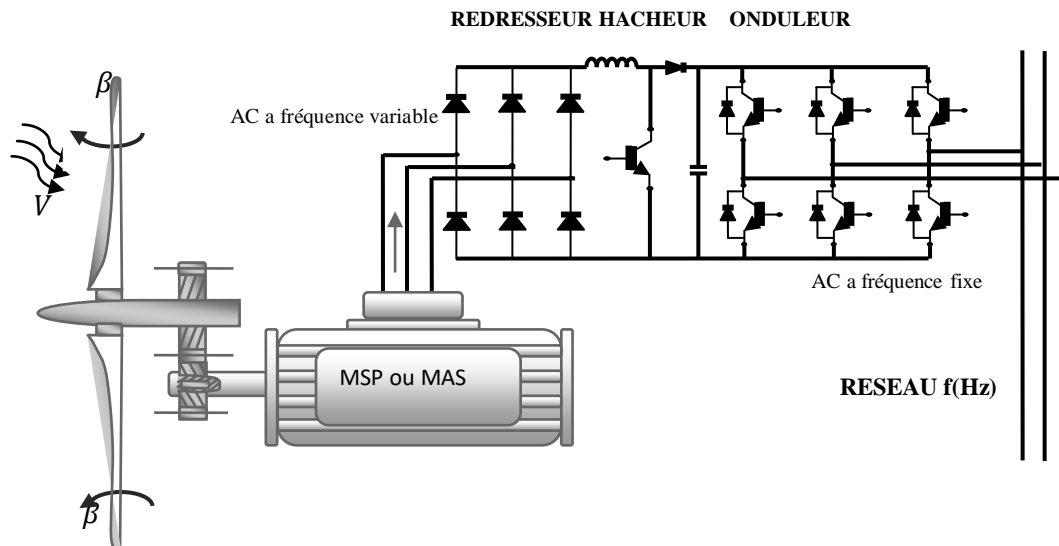 REDRESSEUR HACHEUR ONDULEUR
β
AC a fréquence variable
V
AC a fréquence fixe
MSP ou MAS
RESEAU f(Hz)
β